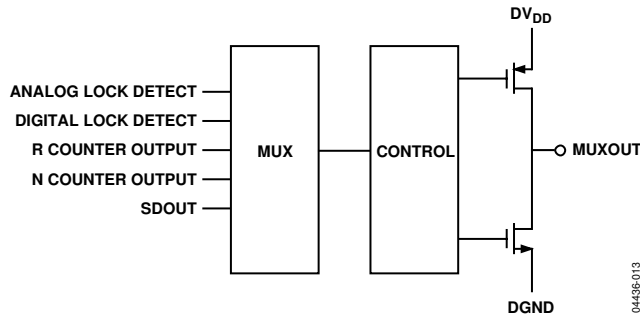 DVDD
ANALOG LOCK DETECT
DIGITAL LOCK DETECT
R COUNTER OUTPUT
N COUNTER OUTPUT
SDOUT
MUX
CONTROL
MUXOUT
DGND
04436-013